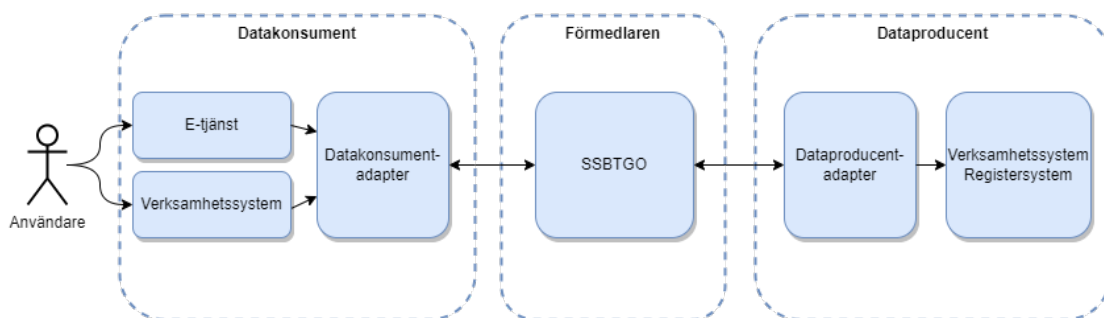 Datakonsument
Förmedlaren
Dataproducent
E-tjänst
Verksamhetssystem
Användare
Datakonsument-
adapter
SSBTGO
Dataproducent-
adapter
Verksamhetssystem
Registersystem